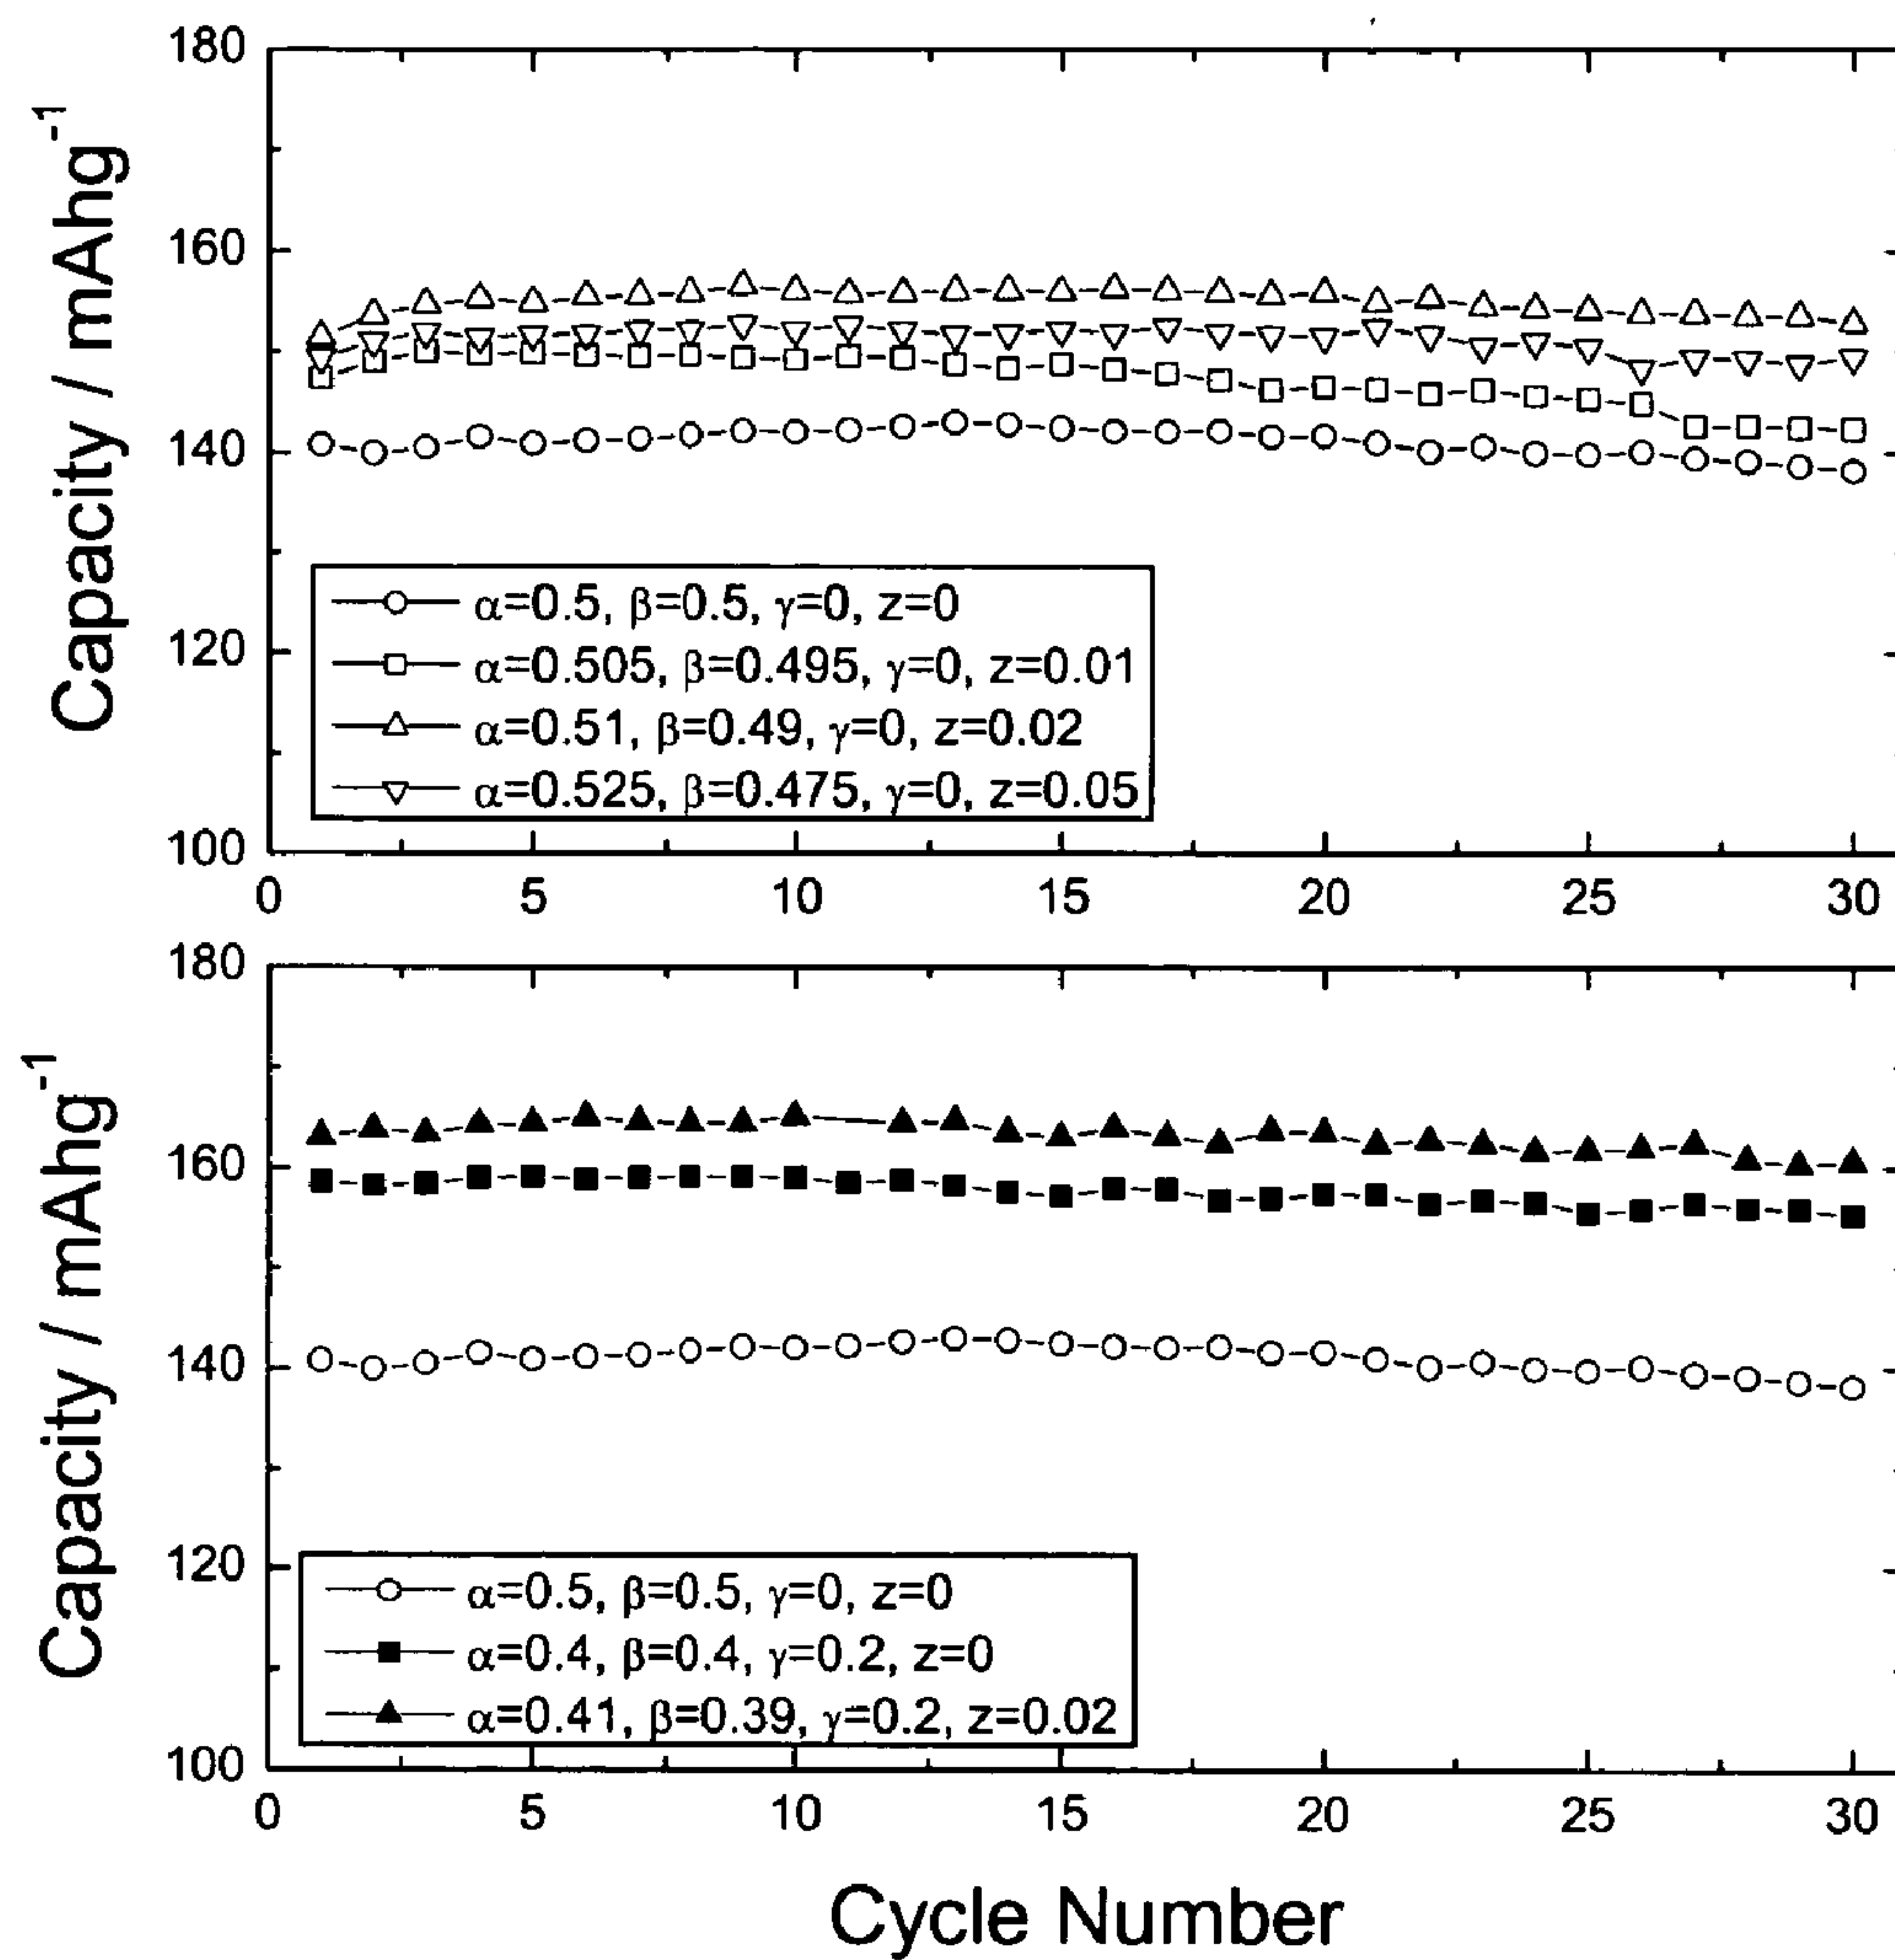 180
160
140
120
100
Capacity / mAhg⁻¹
α=0.5, β=0.5, γ=0, z=0
α=0.505, β=0.495, γ=0, z=0.01
α=0.51, β=0.49, γ=0, z=0.02
α=0.525, β=0.475, γ=0, z=0.05
0 5 10 15 20 25 30
180
160
140
120
100
Capacity / mAhg⁻¹
α=0.5, β=0.5, γ=0, z=0
α=0.4, β=0.4, γ=0.2, z=0
α=0.41, β=0.39, γ=0.2, z=0.02
0 5 10 15 20 25 30
Cycle Number